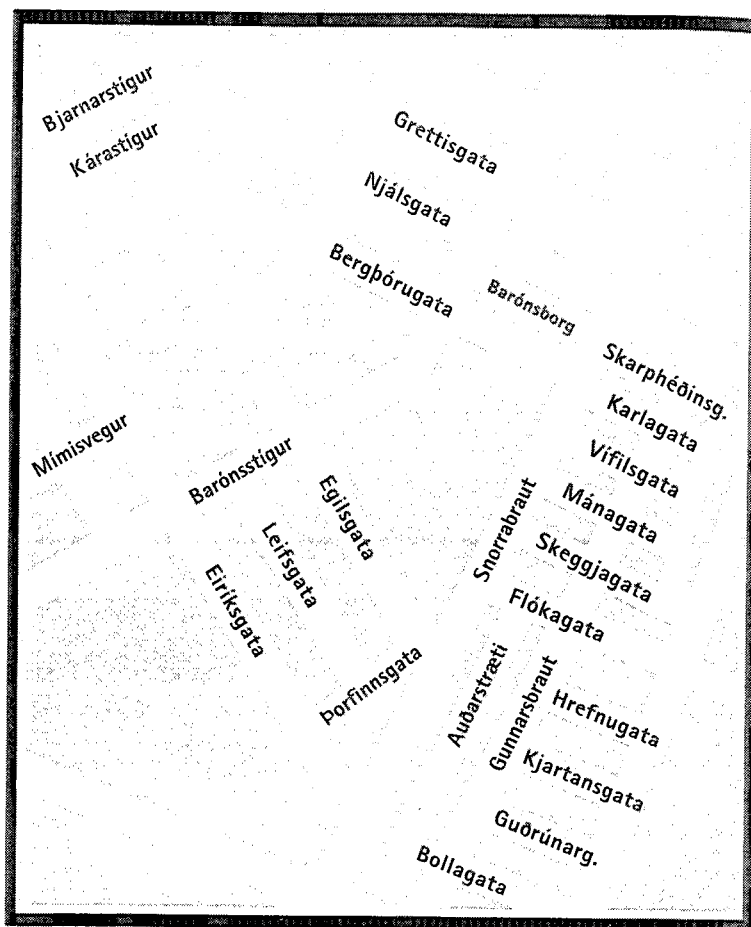 Bjarnarstígur
Kárastígur
Grettisgata
Njálsgata
Bergþórugata
Barónsborg
Skarphéðinsg.
Karlagata
Vífilsgata
Mánagata
Skeggjagata
Flókagata
Mímisvegur
Barónsstígur
Egilsgata
Leifsgata
Eiríksgata
Snorrabraut
Þorfinnsgata
Auðarstræti
Gunnarsbraut
Hrefnugata
Kjartansgata
Guðrúnarg.
Bollagata